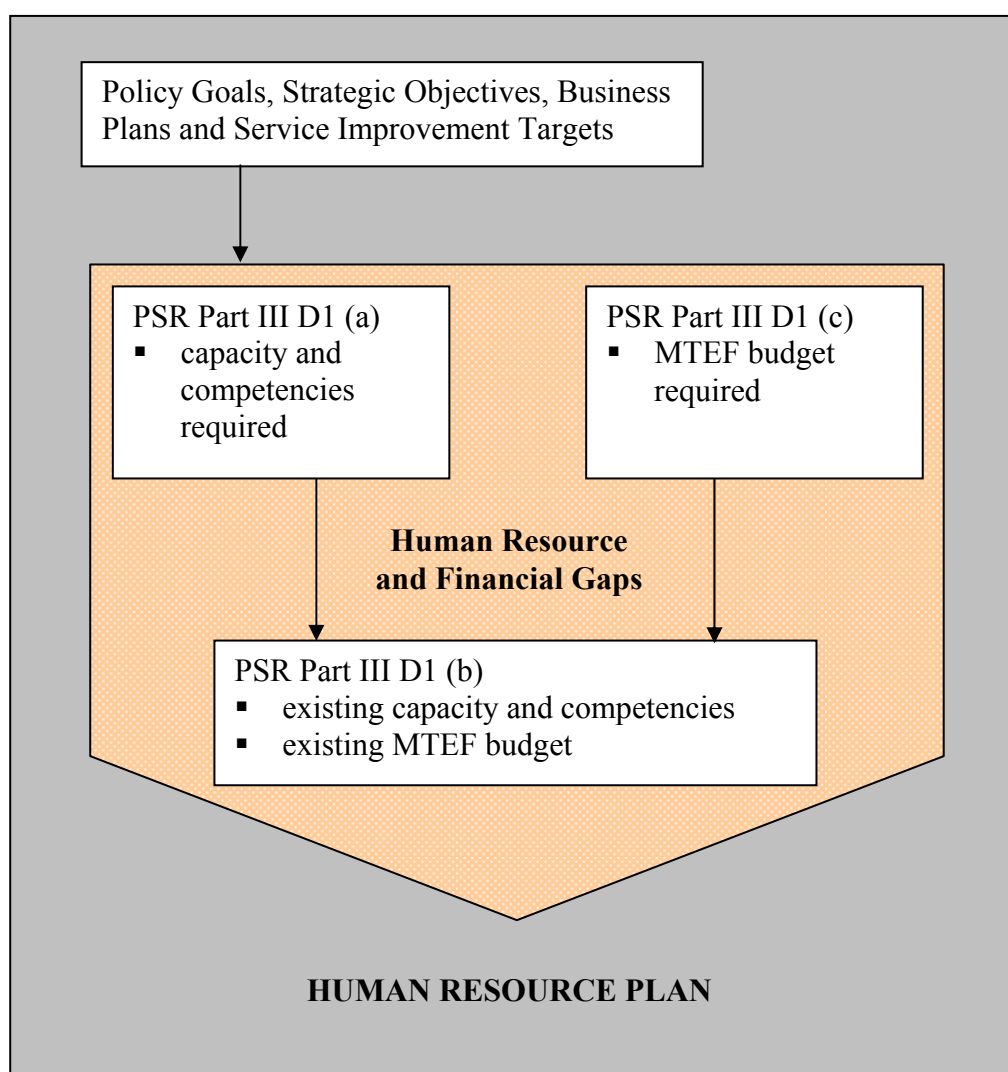 Policy Goals, Strategic Objectives, Business
Plans and Service Improvement Targets
PSR Part III D1 (a)
▪ capacity and
competencies
required
PSR Part III D1 (c)
▪ MTEF budget
required
Human Resource
and Financial Gaps
PSR Part III D1 (b)
▪ existing capacity and competencies
▪ existing MTEF budget
HUMAN RESOURCE PLAN